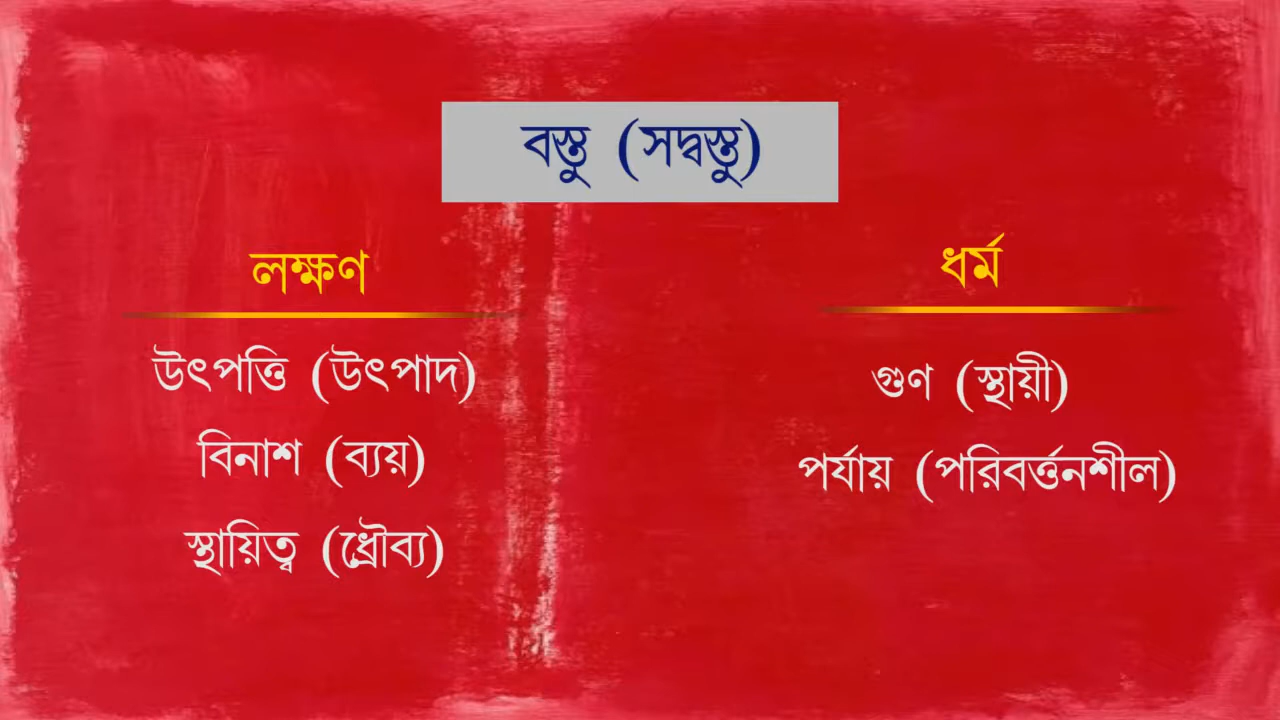 বস্তু (সদ্বস্তু)
লক্ষণ
উৎপত্তি (উৎপাদ)
বিনাশ (ব্যয়)
স্থায়িত্ব (ধ্রৌব্য)
ধর্ম
গুণ (স্থায়ী)
পর্যায় (পরিবর্ত্তনশীল)